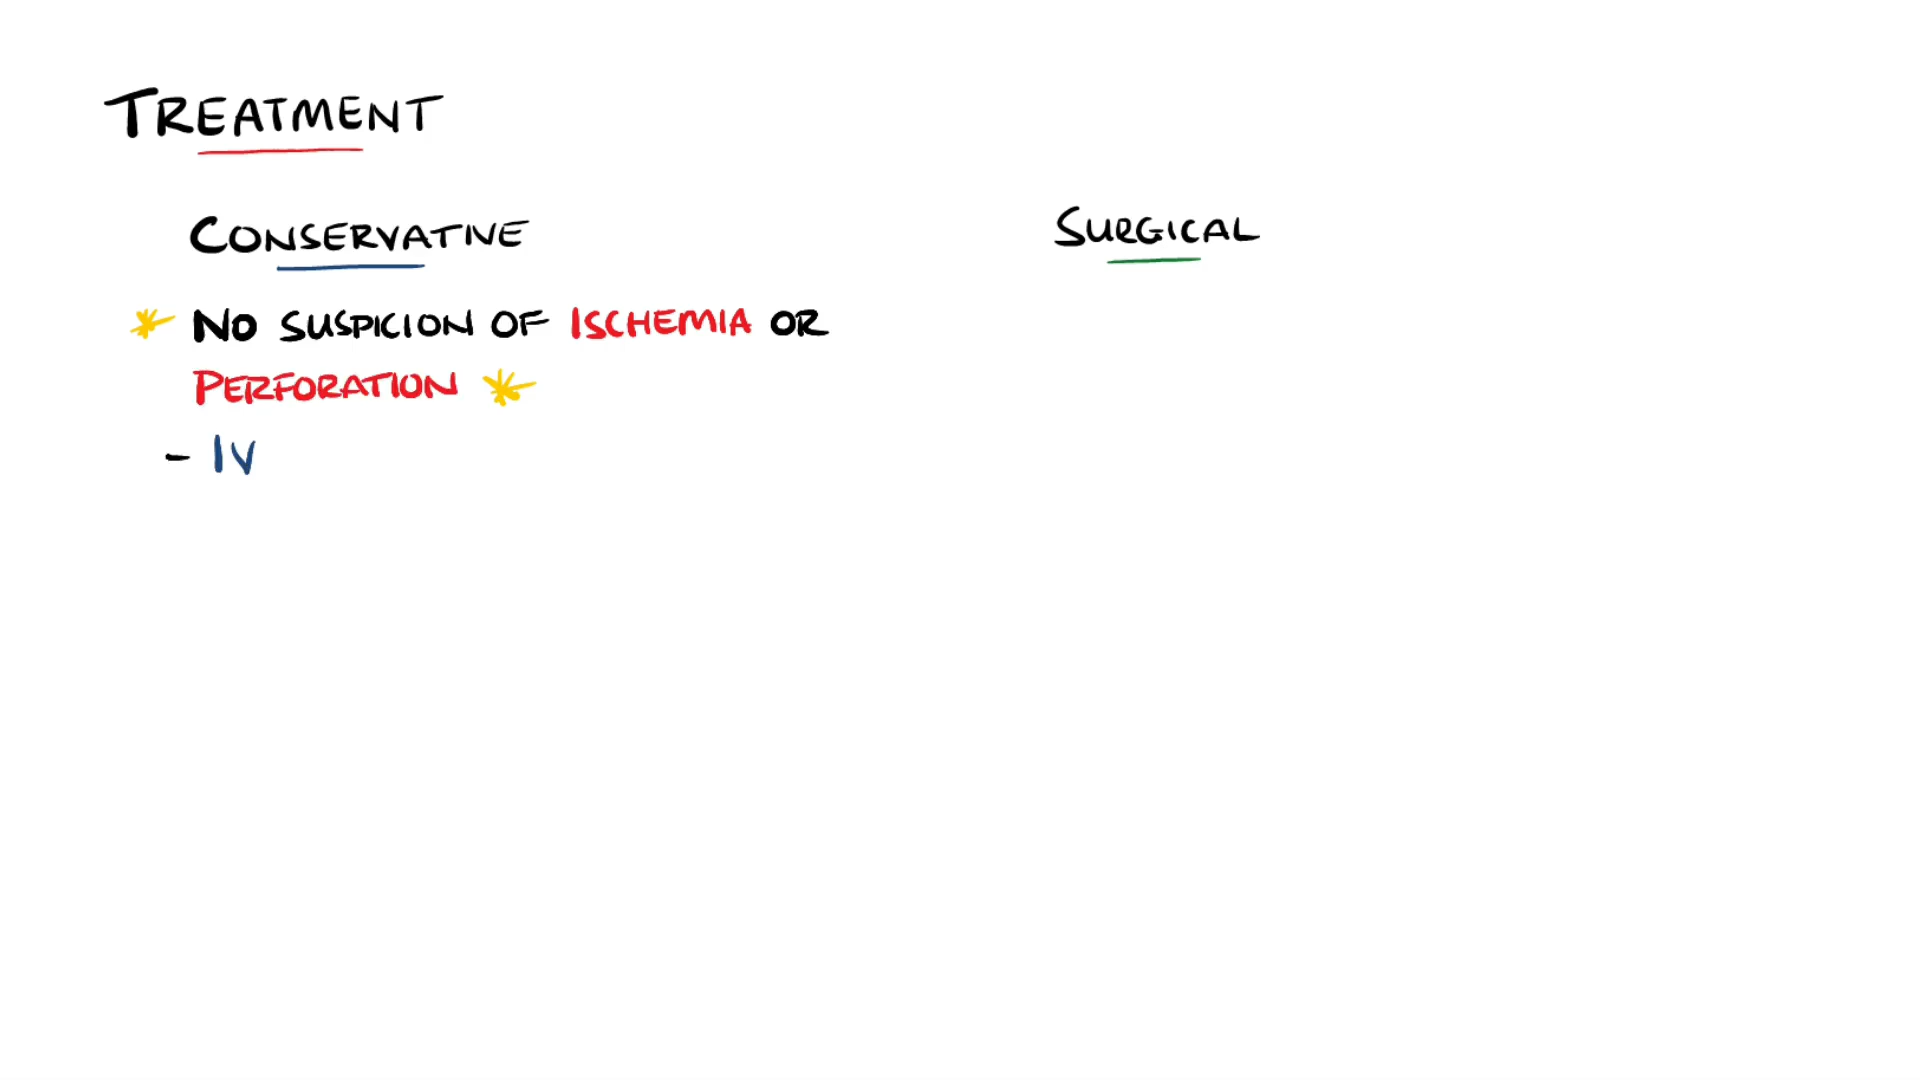 TREATMENT
CONSERVATIVE
SURGICAL
NO SUSPICION OF ISCHEMIA OR
PERFORATION
- IV